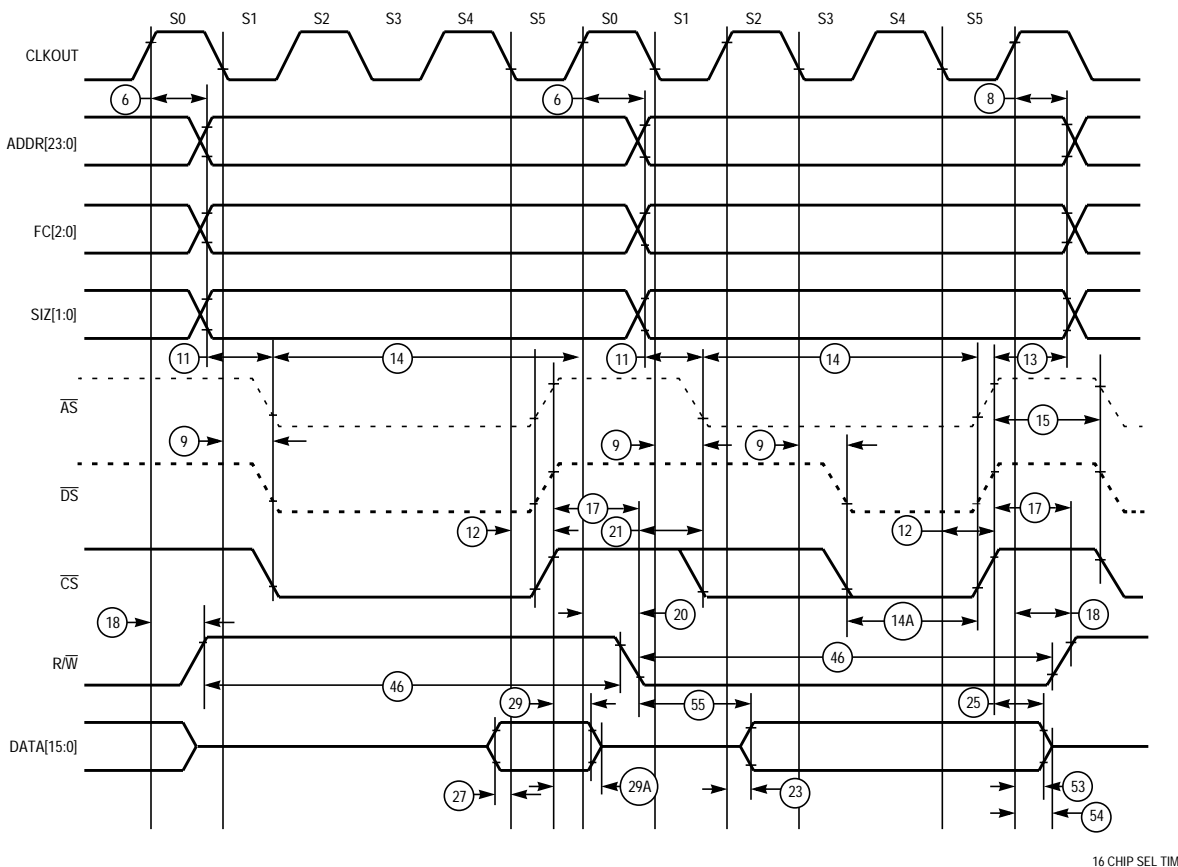 S0 S1 S2 S3 S4 S5 S0 S1 S2 S3 S4 S5
CLKOUT
6 6 8
ADDR[23:0]
FC[2:0]
SIZ[1:0]
11 14 11 14 13
AS
15
9 9 9
DS
17 17
12 21 12
CS
18 20 14A 18
R/W
46 46
29 55 25
DATA[15:0]
27 29A 23 53
54
16 CHIP SEL TIM